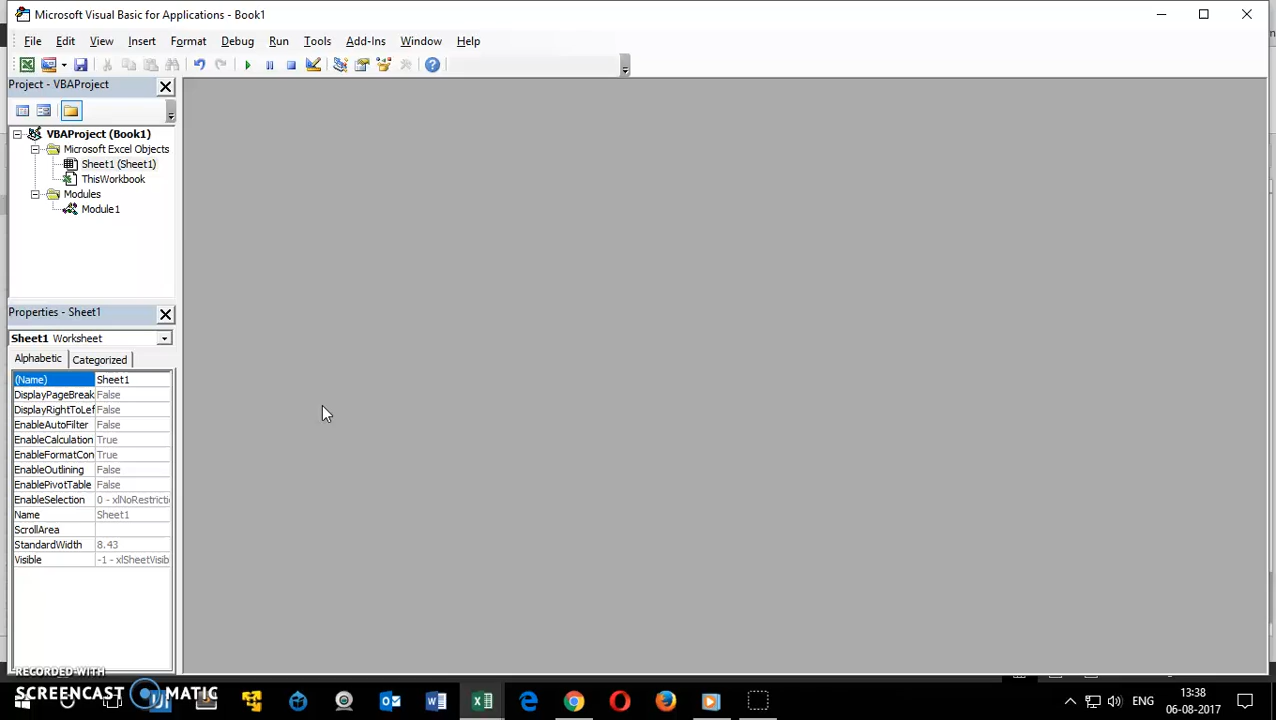 Microsoft Visual Basic for Applications - Book1
File Edit View Insert Format Debug Run Tools Add-Ins Window Help
Project - VBAProject
VBAProject (Book1)
Microsoft Excel Objects
Sheet1 (Sheet1)
ThisWorkbook
Modules
Module1
Properties - Sheet1
Sheet1 Worksheet
Alphabetic Categorized
(Name) Sheet1
DisplayPageBreak False
DisplayRightToLef False
EnableAutoFilter False
EnableCalculation True
EnableFormatCon True
EnableOutlining False
EnablePivotTable False
EnableSelection 0 - xlNoRestricti
Name Sheet1
ScrollArea
StandardWidth 8.43
Visible -1 - xlSheetVisib
RECORDED WITH
SCREENCAST MATIC
ENG
13:38
06-08-2017